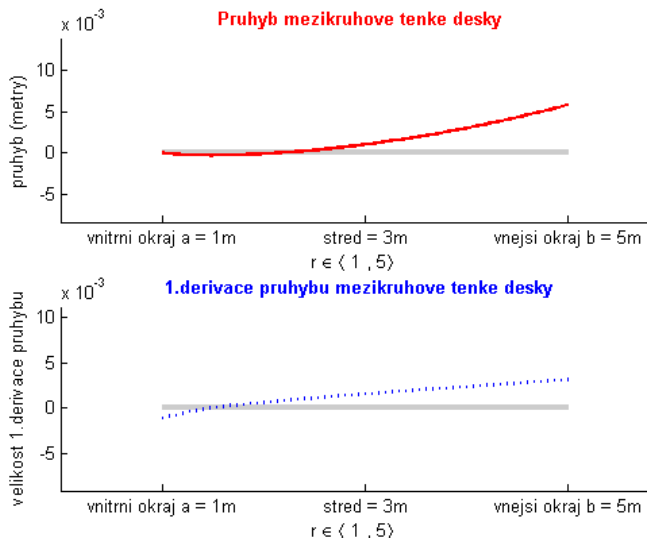 x 10⁻³
Pruhyb mezikruhove tenke desky
10
5
0
-5
pruhyb (metry)
vnitrni okraj a = 1m
stred = 3m
vnejsi okraj b = 5m
r ∈ ⟨ 1 , 5⟩
x 10⁻³
1.derivace pruhybu mezikruhove tenke desky
10
5
0
-5
velikost 1.derivace pruhybu
vnitrni okraj a = 1m
stred = 3m
vnejsi okraj b = 5m
r ∈ ⟨ 1 , 5⟩